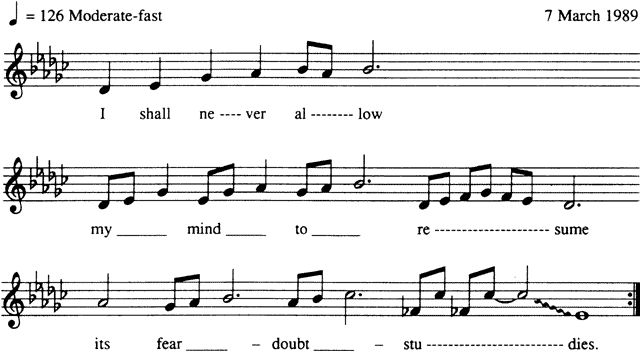 ♩ = 126 Moderate-fast 7 March 1989
I shall ne ---- ver al -------- low
my ______ mind _____ to ______ re ---------------------- sume
its fear _____ – doubt _____ – stu ------------------------ dies.